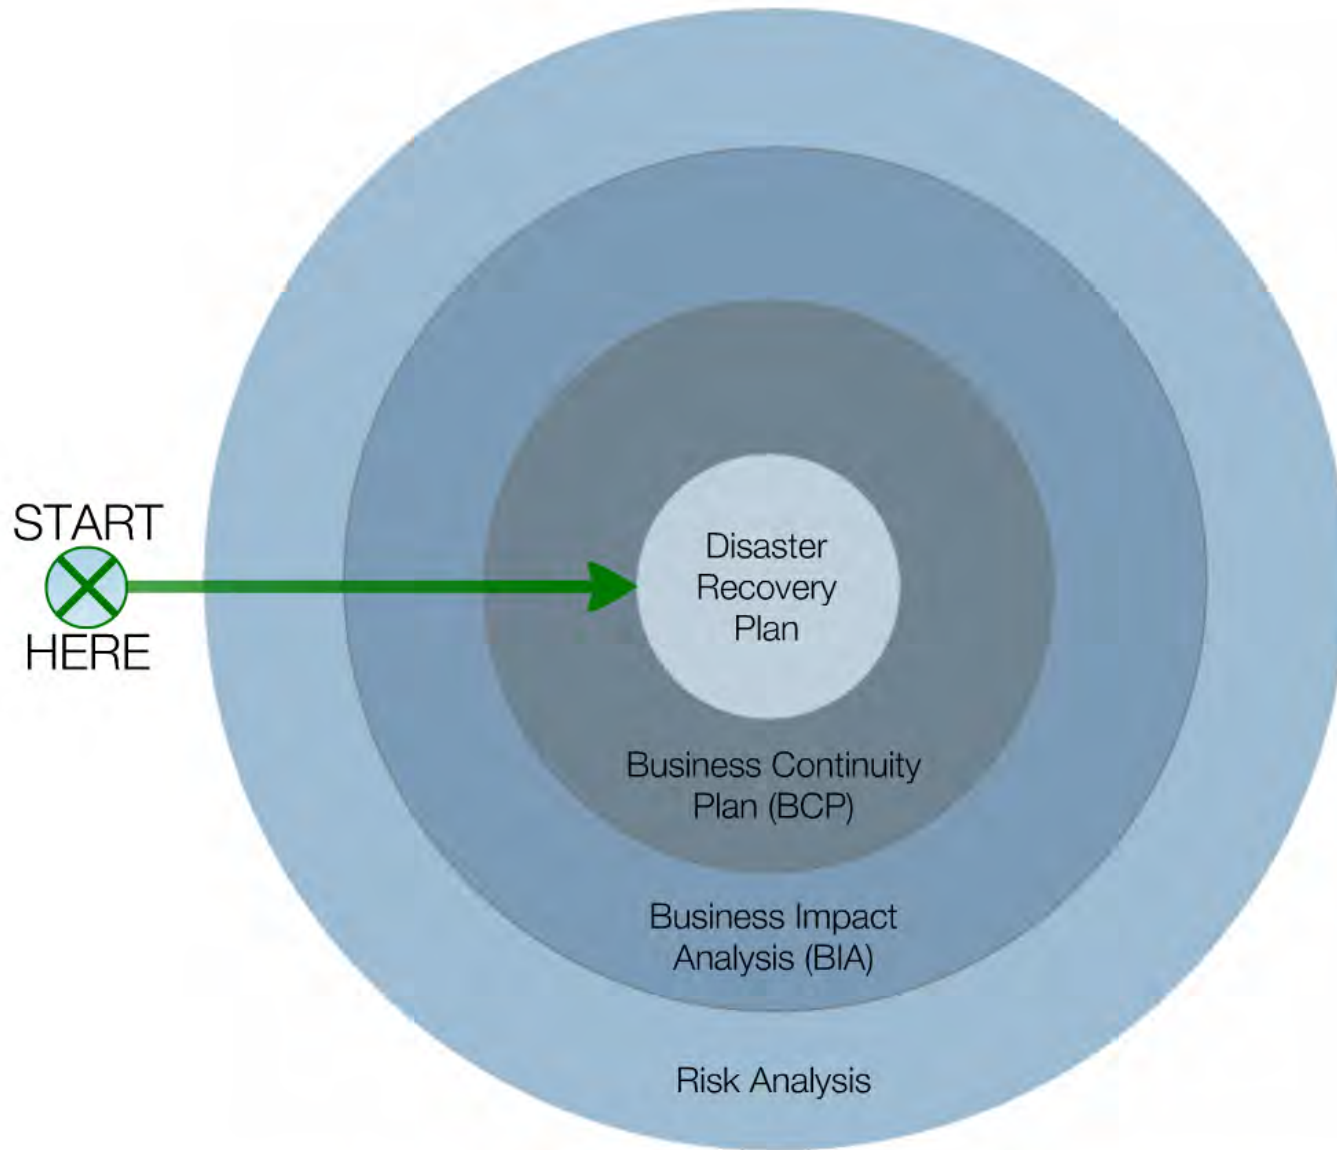 START
HERE
Disaster
Recovery
Plan
Business Continuity
Plan (BCP)
Business Impact
Analysis (BIA)
Risk Analysis